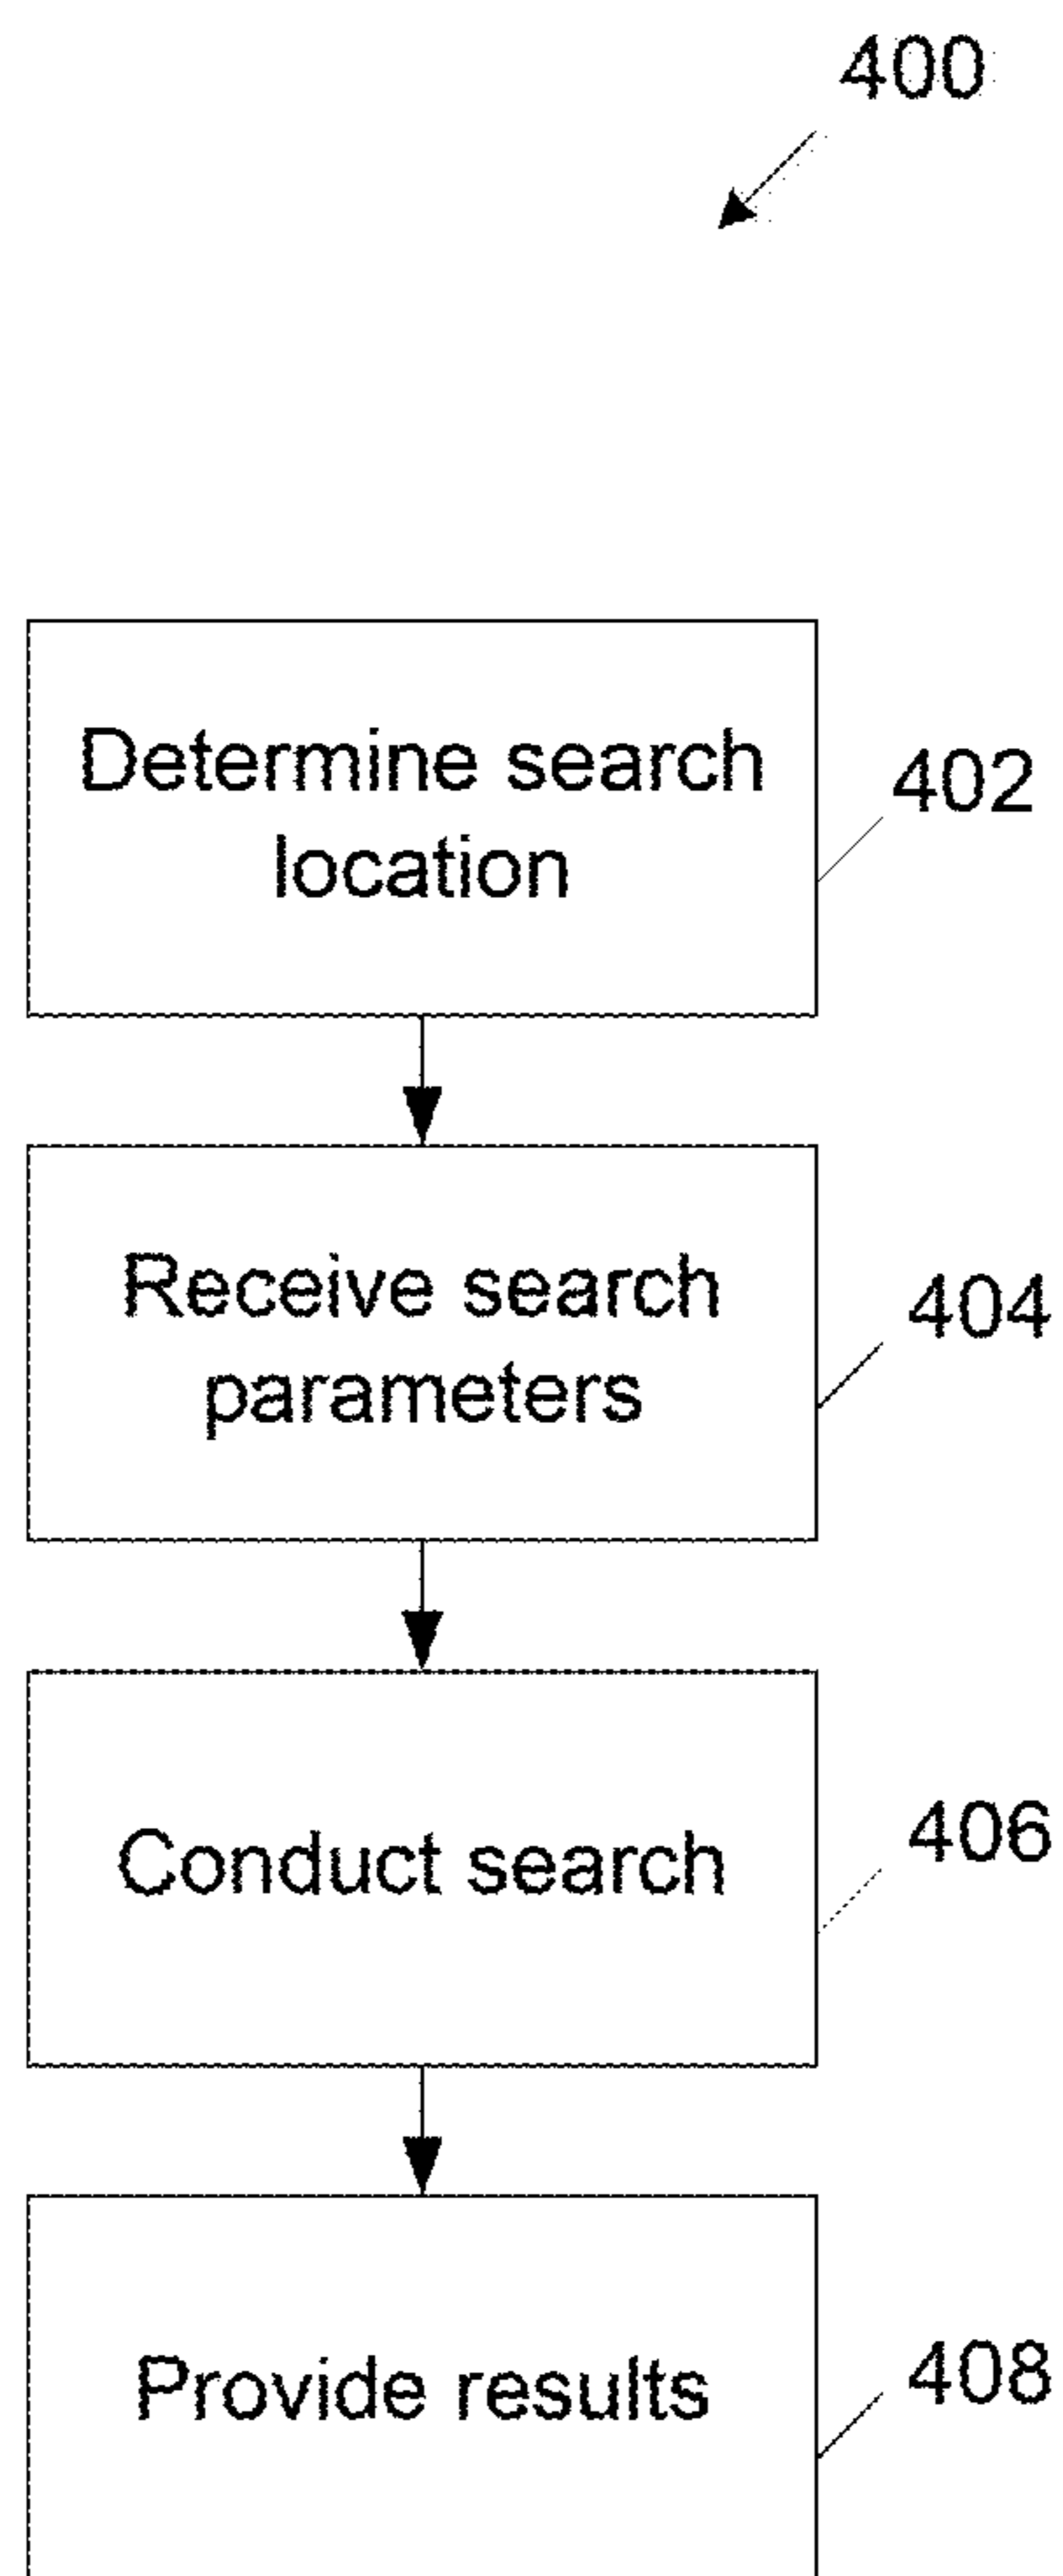 400
Determine search
location
402
Receive search
parameters
404
Conduct search
406
Provide results
408